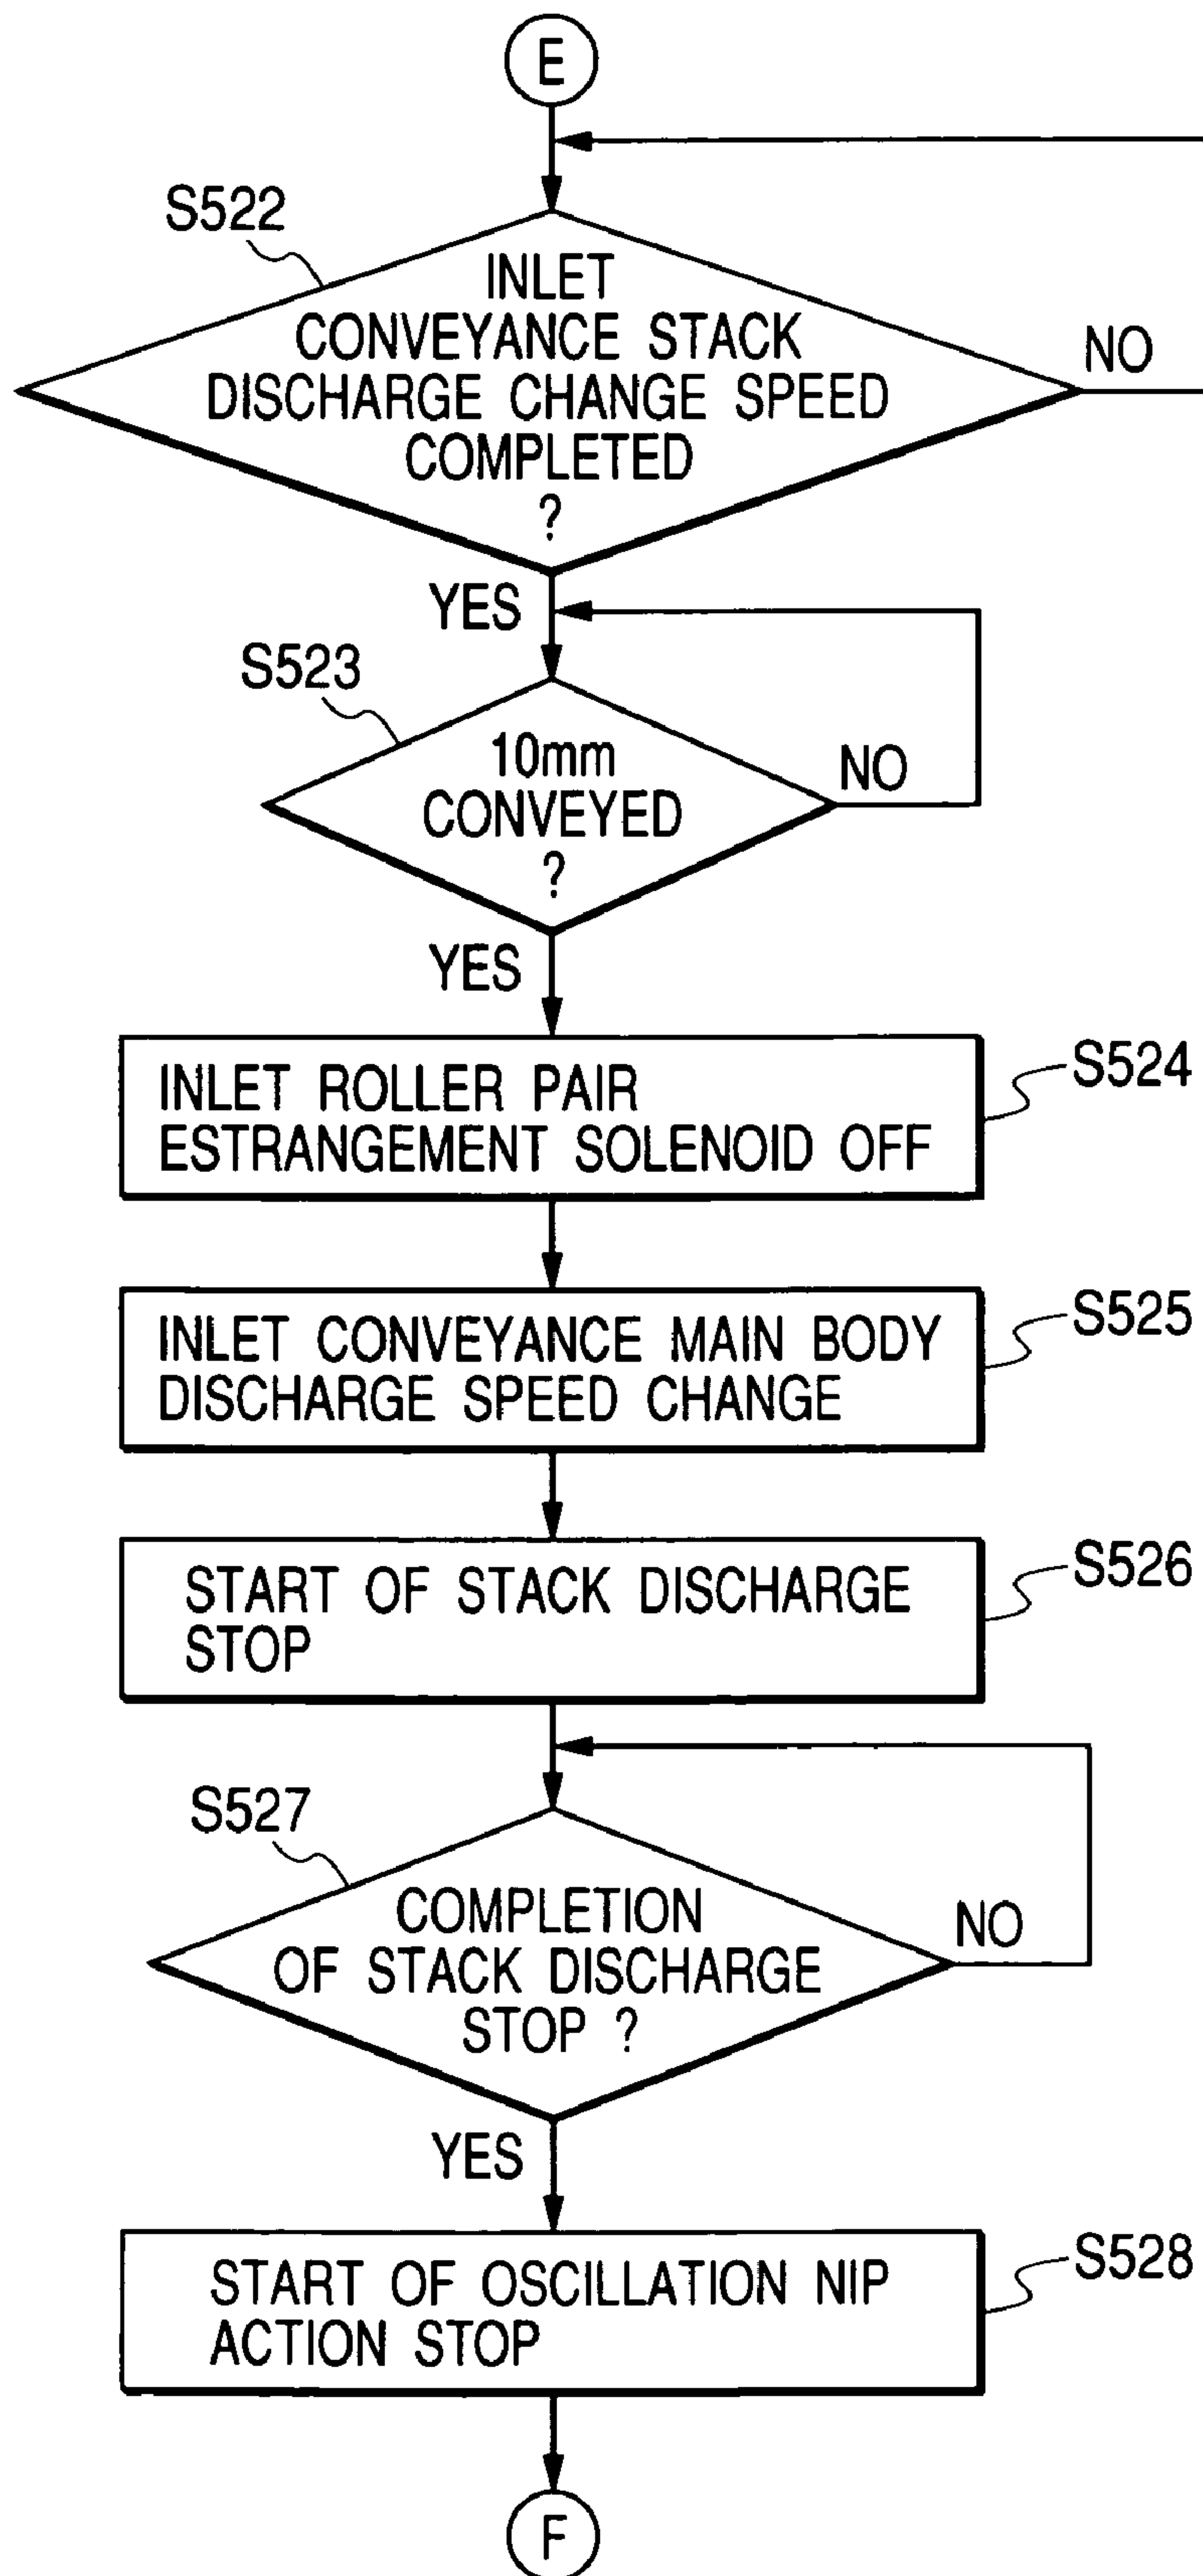 E
S522
INLET
CONVEYANCE STACK
DISCHARGE CHANGE SPEED
COMPLETED
?
NO
YES
S523
10mm
CONVEYED
?
NO
YES
INLET ROLLER PAIR
ESTRANGEMENT SOLENOID OFF
S524
INLET CONVEYANCE MAIN BODY
DISCHARGE SPEED CHANGE
S525
START OF STACK DISCHARGE
STOP
S526
S527
COMPLETION
OF STACK DISCHARGE
STOP ?
NO
YES
START OF OSCILLATION NIP
ACTION STOP
S528
F